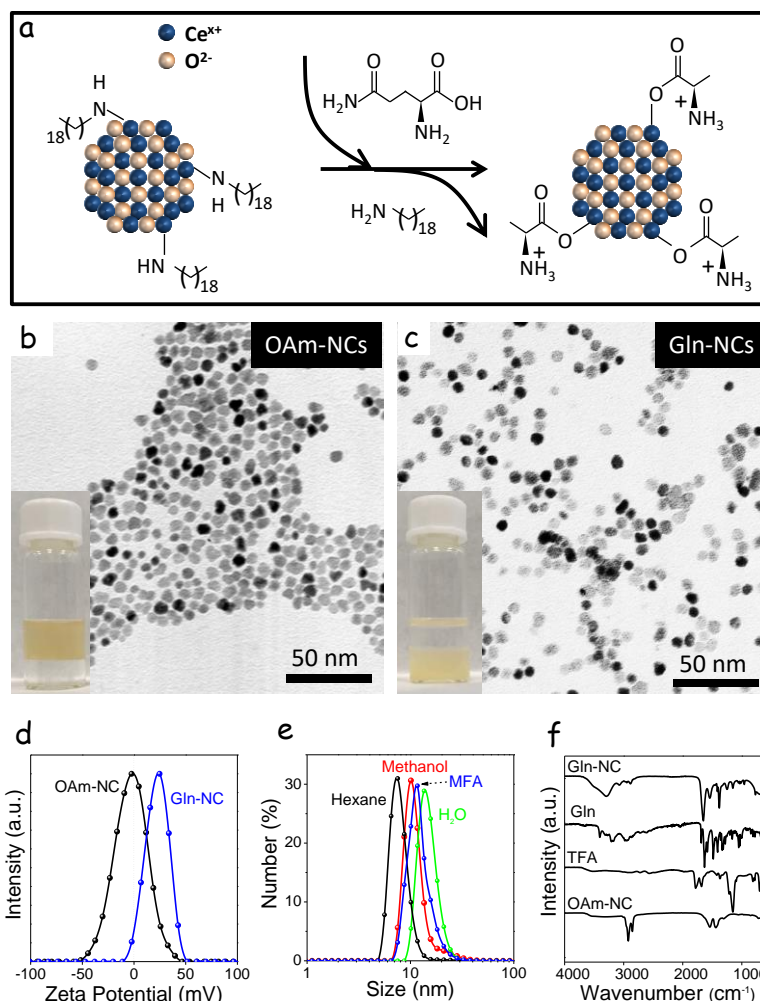 a
Ceˣ⁺
O²⁻
H
N
( )18
O
O
H₂N
OH
NH₂
O
O
+
NH₃
N
H
( )18
H₂N
( )18
O
O
+
NH₃
O
O
+
NH₃
HN
( )18
b
OAm-NCs
50 nm
c
Gln-NCs
50 nm
d
OAm-NC
Gln-NC
Intensity (a.u.)
-100 -50 0 50 100
Zeta Potential (mV)
e
Methanol
MFA
Hexane
H₂O
Number (%)
30
20
10
0
1 10 100
Size (nm)
f
Gln-NC
Gln
TFA
OAm-NC
Intensity (a.u.)
4000 3000 2000 1000
Wavenumber (cm⁻¹)